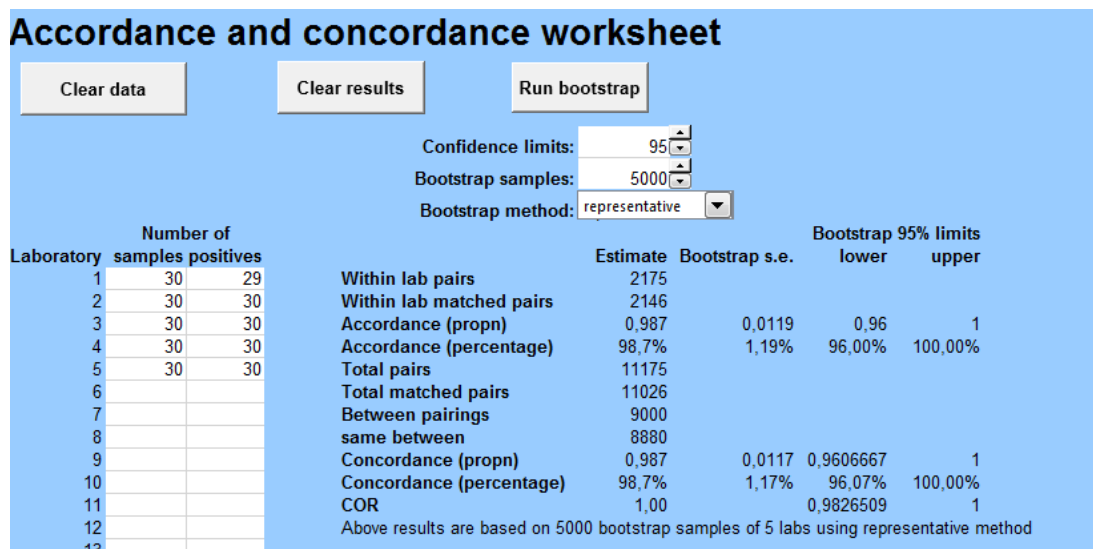 Accordance and concordance worksheet
Clear data Clear results Run bootstrap
Confidence limits: 95
Bootstrap samples: 5000
Bootstrap method: representative
Number of Bootstrap 95% limits
Laboratory samples positives Estimate Bootstrap s.e. lower upper
1 30 29 Within lab pairs 2175
2 30 30 Within lab matched pairs 2146
3 30 30 Accordance (propn) 0,987 0,0119 0,96 1
4 30 30 Accordance (percentage) 98,7% 1,19% 96,00% 100,00%
5 30 30 Total pairs 11175
6 Total matched pairs 11026
7 Between pairings 9000
8 same between 8880
9 Concordance (propn) 0,987 0,0117 0,9606667 1
10 Concordance (percentage) 98,7% 1,17% 96,07% 100,00%
11 COR 1,00 0,9826509 1
12 Above results are based on 5000 bootstrap samples of 5 labs using representative method